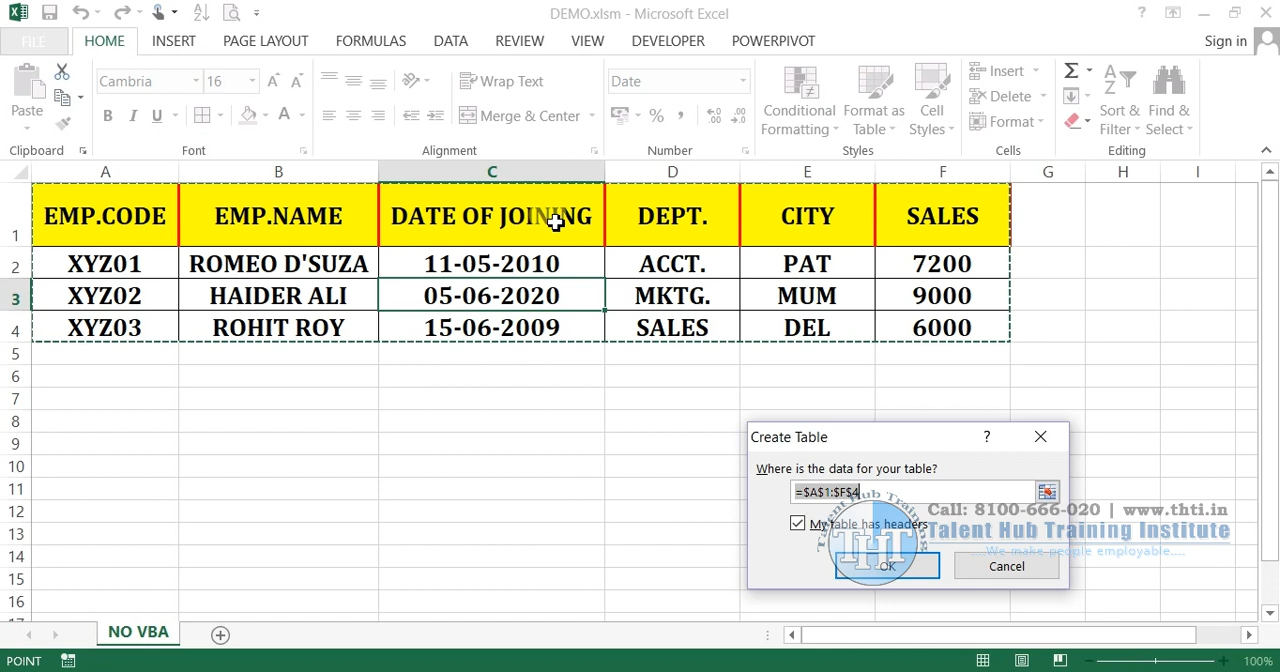 DEMO.xlsm - Microsoft Excel
FILE HOME INSERT PAGE LAYOUT FORMULAS DATA REVIEW VIEW DEVELOPER POWERPIVOT Sign in
Paste
Clipboard
Cambria 16
B I U A
Font
Wrap Text
Merge & Center
Alignment
Date
%
Number
Conditional Formatting
Format as Table
Cell Styles
Styles
Insert
Delete
Format
Cells
Sort & Filter
Find & Select
Editing
A B C D E F G H I
1 EMP.CODE EMP.NAME DATE OF JOINING DEPT. CITY SALES
2 XYZ01 ROMEO D'SUZA 11-05-2010 ACCT. PAT 7200
3 XYZ02 HAIDER ALI 05-06-2020 MKTG. MUM 9000
4 XYZ03 ROHIT ROY 15-06-2009 SALES DEL 6000
5
6
7
8
9
10
11
12
13
14
15
16
Create Table ?
Where is the data for your table?
=$A$1:$F$4
My table has headers
OK Cancel
Talent Hub Training
THT
Call: 8100-666-020 | www.thti.in
Talent Hub Training Institute
We make people employable....
NO VBA
POINT
100%